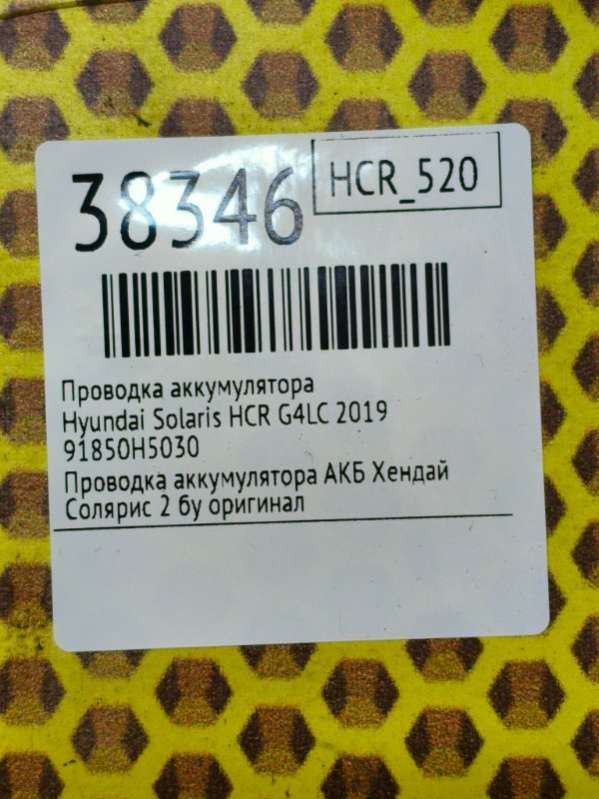 38346
HCR_520
Проводка аккумулятора
Hyundai Solaris HCR G4LC 2019
91850H5030
Проводка аккумулятора АКБ Хендай
Солярис 2 бу оригинал